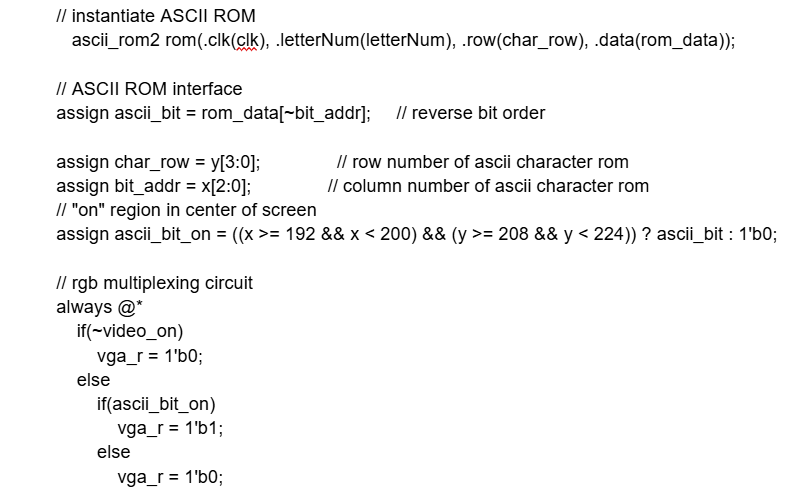 // instantiate ASCII ROM
ascii_rom2 rom(.clk(clk), .letterNum(letterNum), .row(char_row), .data(rom_data));
// ASCII ROM interface
assign ascii_bit = rom_data[~bit_addr]; // reverse bit order
assign char_row = y[3:0]; // row number of ascii character rom
assign bit_addr = x[2:0]; // column number of ascii character rom
// "on" region in center of screen
assign ascii_bit_on = ((x >= 192 && x < 200) && (y >= 208 && y < 224)) ? ascii_bit : 1'b0;
// rgb multiplexing circuit
always @*
if(~video_on)
vga_r = 1'b0;
else
if(ascii_bit_on)
vga_r = 1'b1;
else
vga_r = 1'b0;